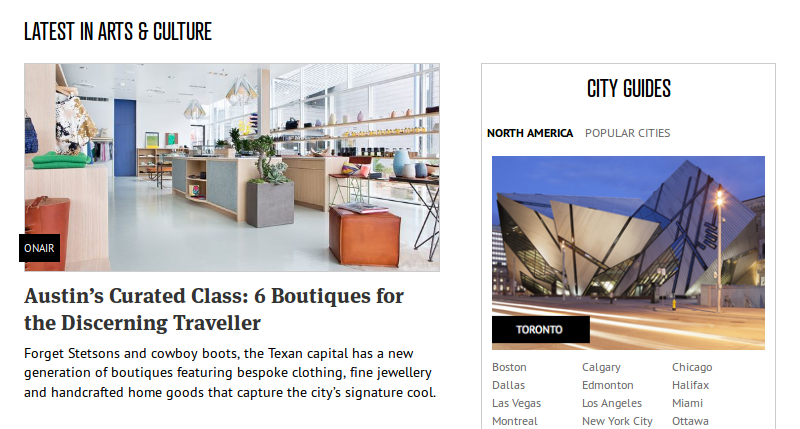 LATEST IN ARTS & CULTURE
ONAIR
Austin’s Curated Class: 6 Boutiques for
the Discerning Traveller
Forget Stetsons and cowboy boots, the Texan capital has a new
generation of boutiques featuring bespoke clothing, fine jewellery
and handcrafted home goods that capture the city’s signature cool.
CITY GUIDES
NORTH AMERICA POPULAR CITIES
TORONTO
Boston Calgary Chicago
Dallas Edmonton Halifax
Las Vegas Los Angeles Miami
Montreal New York City Ottawa